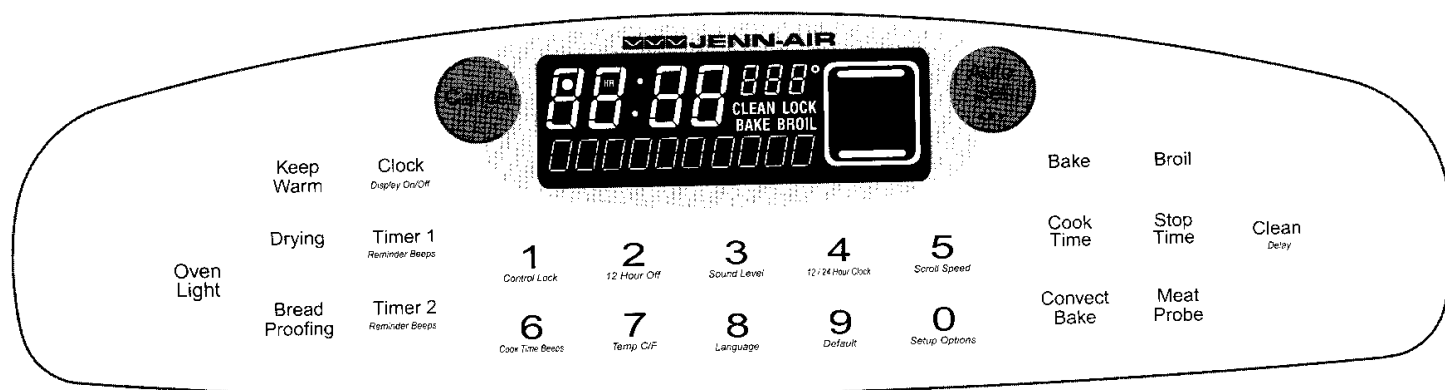 JENN-AIR
Cancel
HR
CLEAN LOCK
BAKE BROIL
Keep
Warm
Clock
Display On/Off
Drying
Timer 1
Reminder Beeps
Oven
Light
Bread
Proofing
Timer 2
Reminder Beeps
1
Control Lock
2
12 Hour Off
3
Sound Level
4
12 / 24 Hour Clock
5
Scroll Speed
6
Cook Time Beeps
7
Temp C/F
8
Language
9
Default
0
Setup Options
Bake
Broil
Cook
Time
Stop
Time
Clean
Delay
Convect
Bake
Meat
Probe